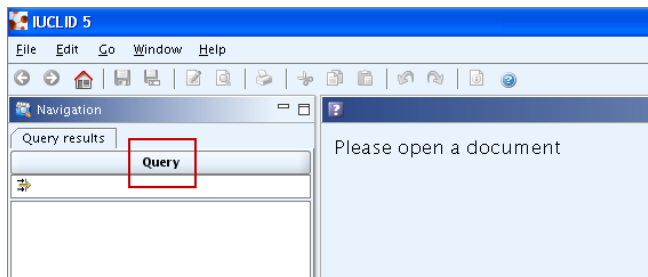 IUCLID 5
File Edit Go Window Help
Navigation
Query results
Query
Please open a document